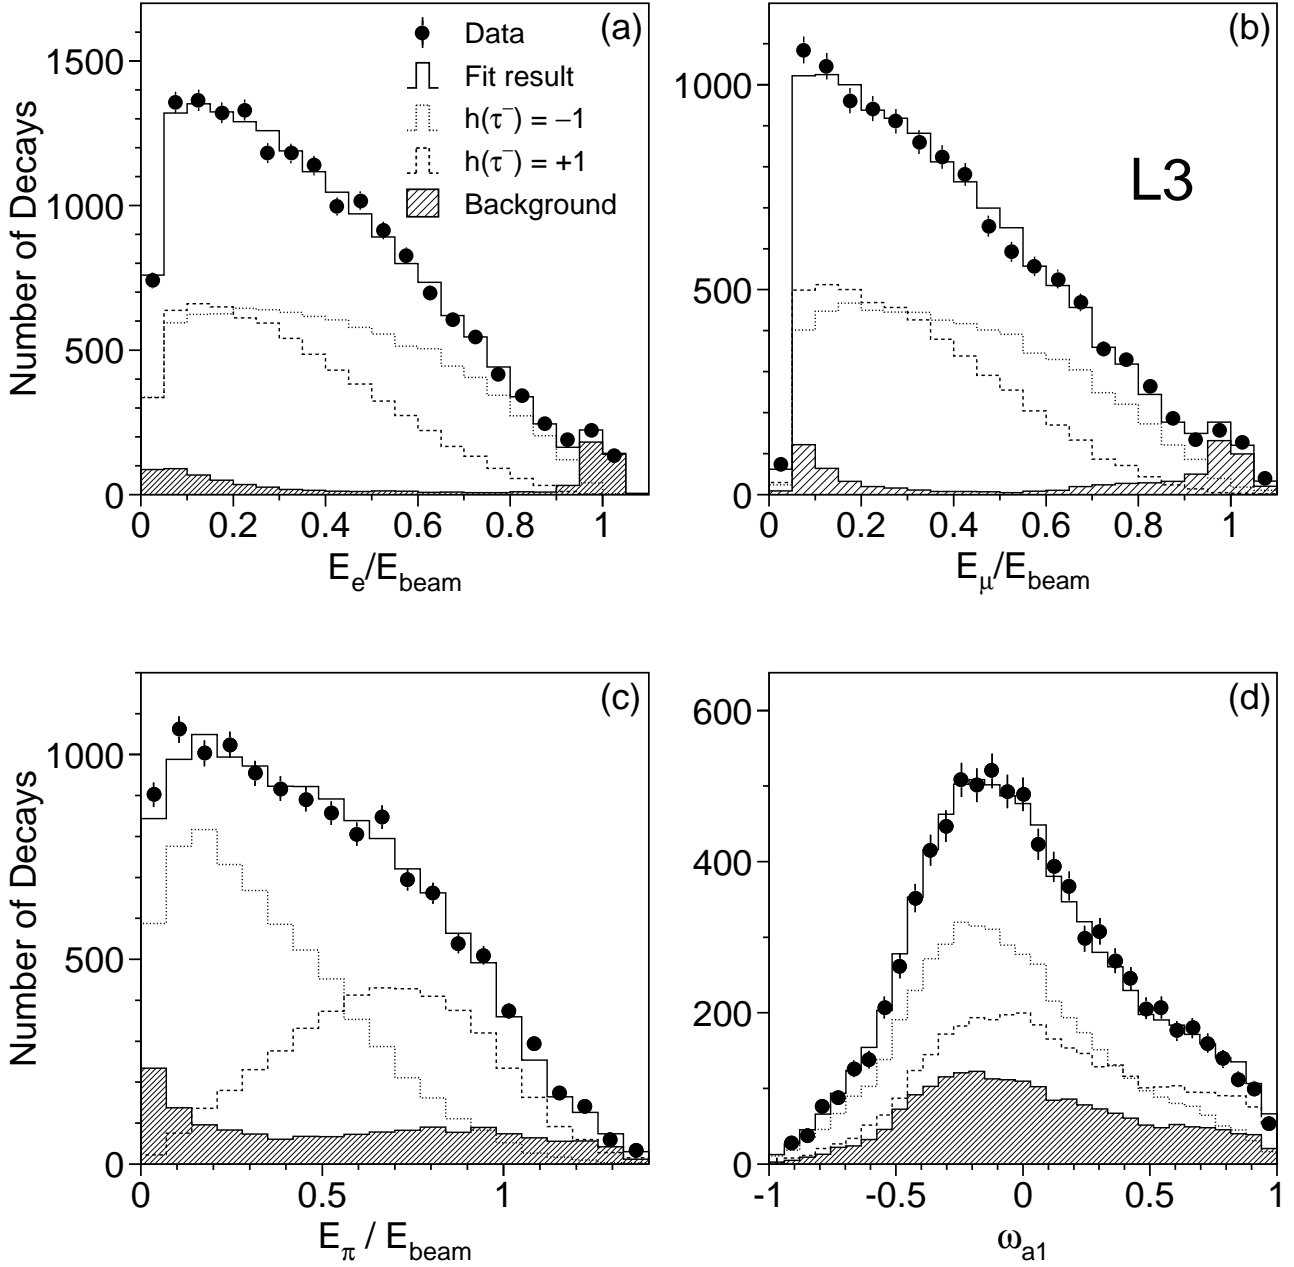 (a)
Data
Fit result
h(τ⁻) = −1
h(τ⁻) = +1
Background
Number of Decays
1500
1000
500
0
0 0.2 0.4 0.6 0.8 1
E_e/E_beam
(b)
L3
1000
500
0
0 0.2 0.4 0.6 0.8 1
E_μ/E_beam
(c)
Number of Decays
1000
500
0
0 0.5 1
E_π / E_beam
(d)
600
400
200
0
-1 -0.5 0 0.5 1
ω_a1